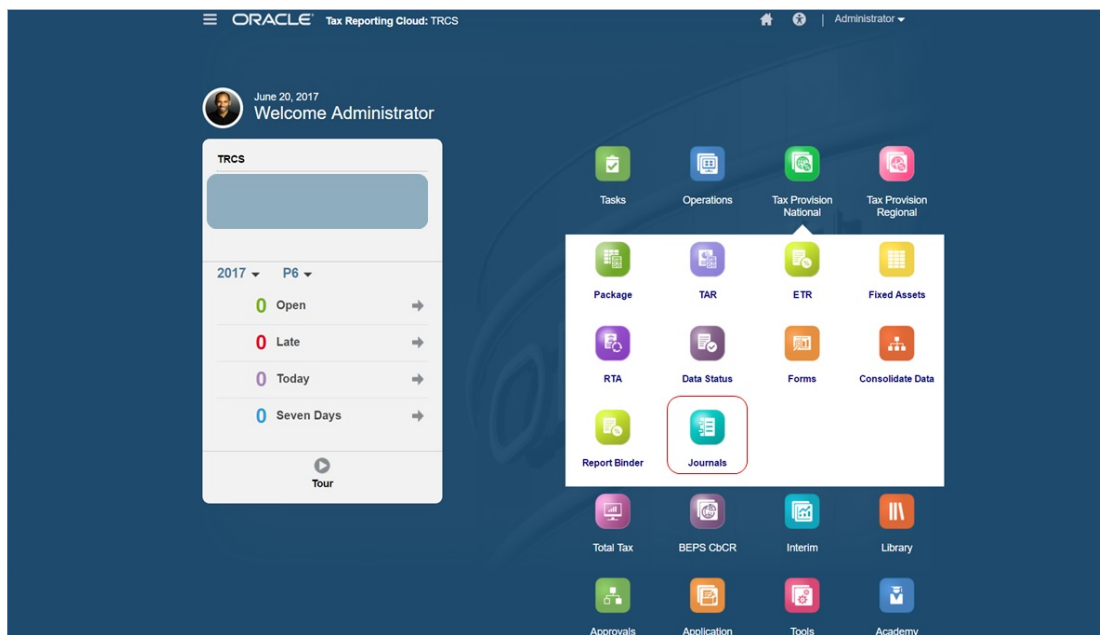 ORACLE Tax Reporting Cloud: TRCS
Administrator
June 20, 2017
Welcome Administrator
TRCS
2017 P6
0 Open
0 Late
0 Today
0 Seven Days
Tour
Tasks
Operations
Tax Provision
National
Tax Provision
Regional
Package
TAR
ETR
Fixed Assets
RTA
Data Status
Forms
Consolidate Data
Report Binder
Journals
Total Tax
BEPS CbCR
Interim
Library
Approvals
Application
Tools
Academy